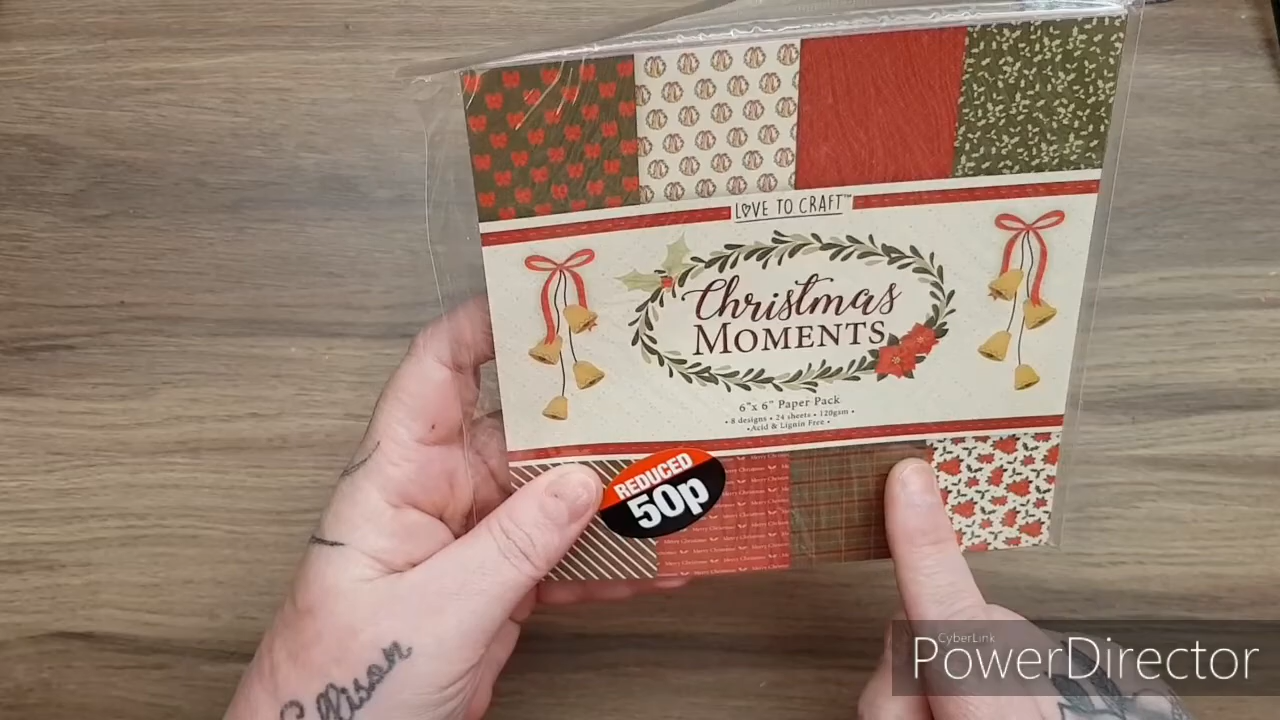 LOVE TO CRAFT™
Christmas
MOMENTS
6"x 6" Paper Pack
• 8 designs • 24 sheets • 120gsm •
•Acid & Lignin Free •
REDUCED
50p
Merry Christmas
CyberLink
PowerDirector